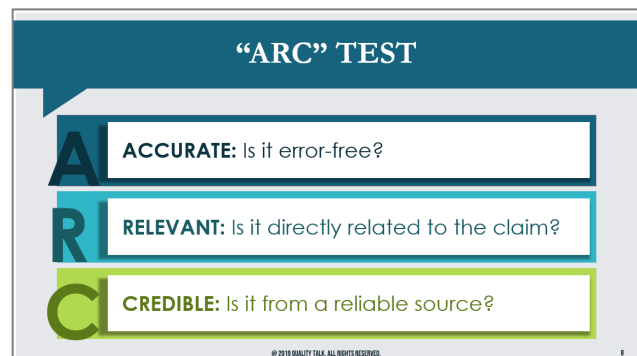 “ARC” TEST
A
ACCURATE: Is it error-free?
R
RELEVANT: Is it directly related to the claim?
C
CREDIBLE: Is it from a reliable source?
@ 2019 QUALITY TALK. ALL RIGHTS RESERVED.
8